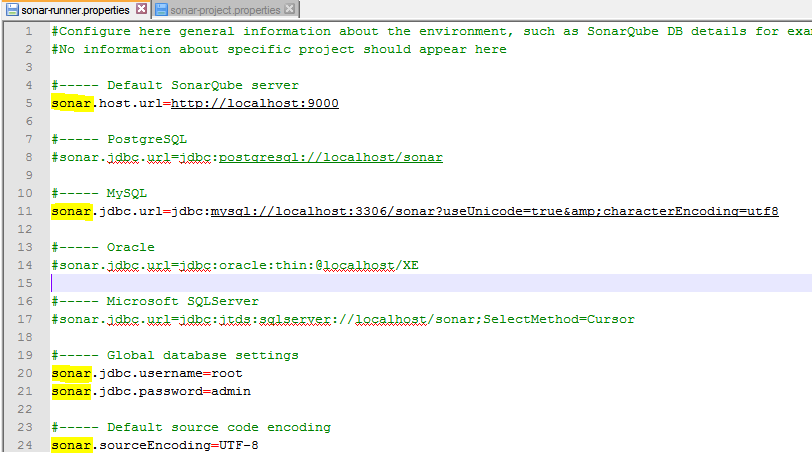 sonar-runner.properties sonar-project.properties
1 #Configure here general information about the environment, such as SonarQube DB details for exa
2 #No information about specific project should appear here
3
4 #----- Default SonarQube server
5 sonar.host.url=http://localhost:9000
6
7 #----- PostgreSQL
8 #sonar.jdbc.url=jdbc:postgresql://localhost/sonar
9
10 #----- MySQL
11 sonar.jdbc.url=jdbc:mysql://localhost:3306/sonar?useUnicode=true&amp;characterEncoding=utf8
12
13 #----- Oracle
14 #sonar.jdbc.url=jdbc:oracle:thin:@localhost/XE
15
16 #----- Microsoft SQLServer
17 #sonar.jdbc.url=jdbc:jtds:sqlserver://localhost/sonar;SelectMethod=Cursor
18
19 #----- Global database settings
20 sonar.jdbc.username=root
21 sonar.jdbc.password=admin
22
23 #----- Default source code encoding
24 sonar.sourceEncoding=UTF-8